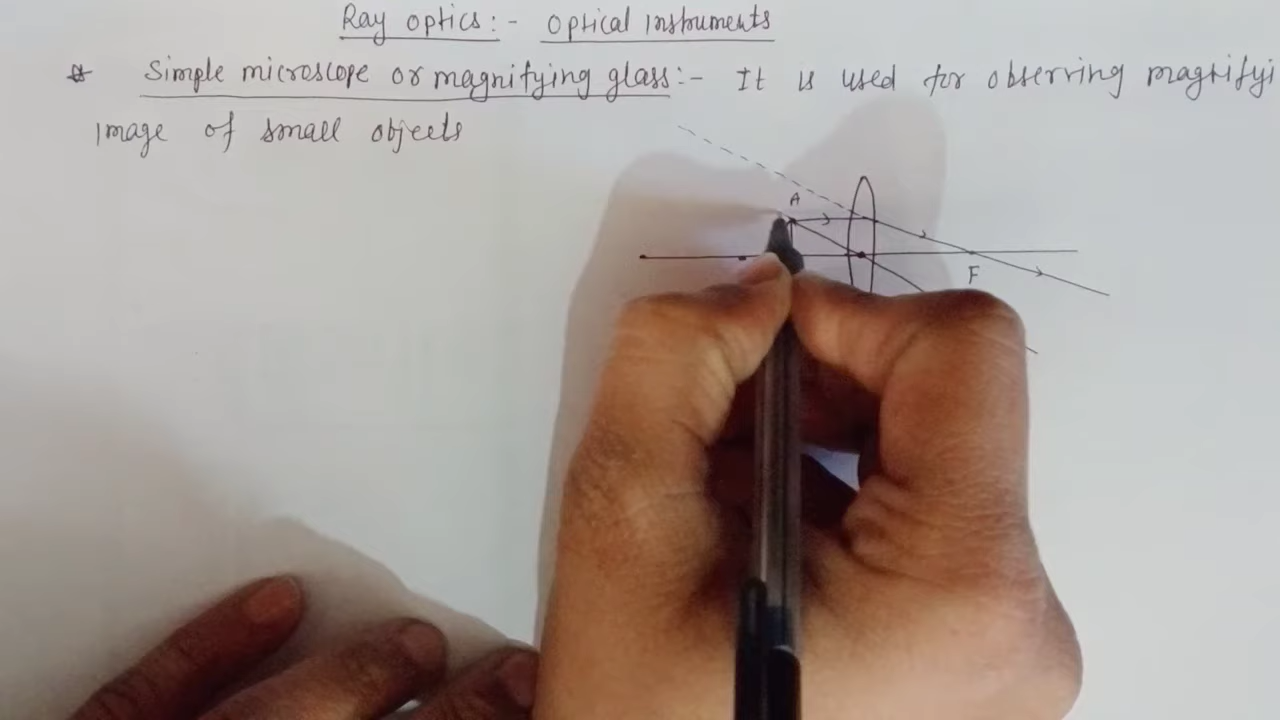 Ray optics:- Optical instruments
Simple microscope or magnifying glass:- It is used for observing magnifyi
image of small objects
A
F